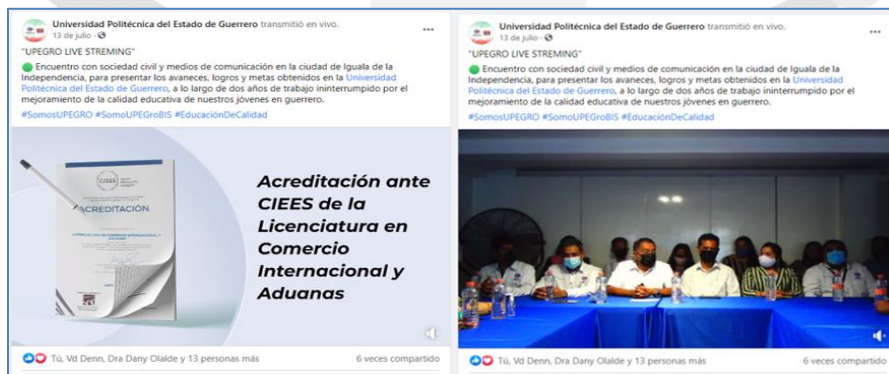 Universidad Politécnica del Estado de Guerrero transmitió en vivo.
13 de julio ·
"UPEGRO LIVE STREMING"
Encuentro con sociedad civil y medios de comunicación en la ciudad de Iguala de la
Independencia, para presentar los avaneces, logros y metas obtenidos en la Universidad
Politécnica del Estado de Guerrero, a lo largo de dos años de trabajo ininterrumpido por el
mejoramiento de la calidad educativa de nuestros jóvenes en guerrero.
#SomosUPEGRO #SomoUPEGroBIS #EducaciónDeCalidad
CIEES
ACREDITACIÓN
Acreditación ante
CIEES de la
Licenciatura en
Comercio
Internacional y
Aduanas
Tú, Vd Denn, Dra Dany Olalde y 13 personas más
6 veces compartido
Universidad Politécnica del Estado de Guerrero transmitió en vivo.
13 de julio ·
"UPEGRO LIVE STREMING"
Encuentro con sociedad civil y medios de comunicación en la ciudad de Iguala de la
Independencia, para presentar los avaneces, logros y metas obtenidos en la Universidad
Politécnica del Estado de Guerrero, a lo largo de dos años de trabajo ininterrumpido por el
mejoramiento de la calidad educativa de nuestros jóvenes en guerrero.
#SomosUPEGRO #SomoUPEGroBIS #EducaciónDeCalidad
Tú, Vd Denn, Dra Dany Olalde y 13 personas más
6 veces compartido